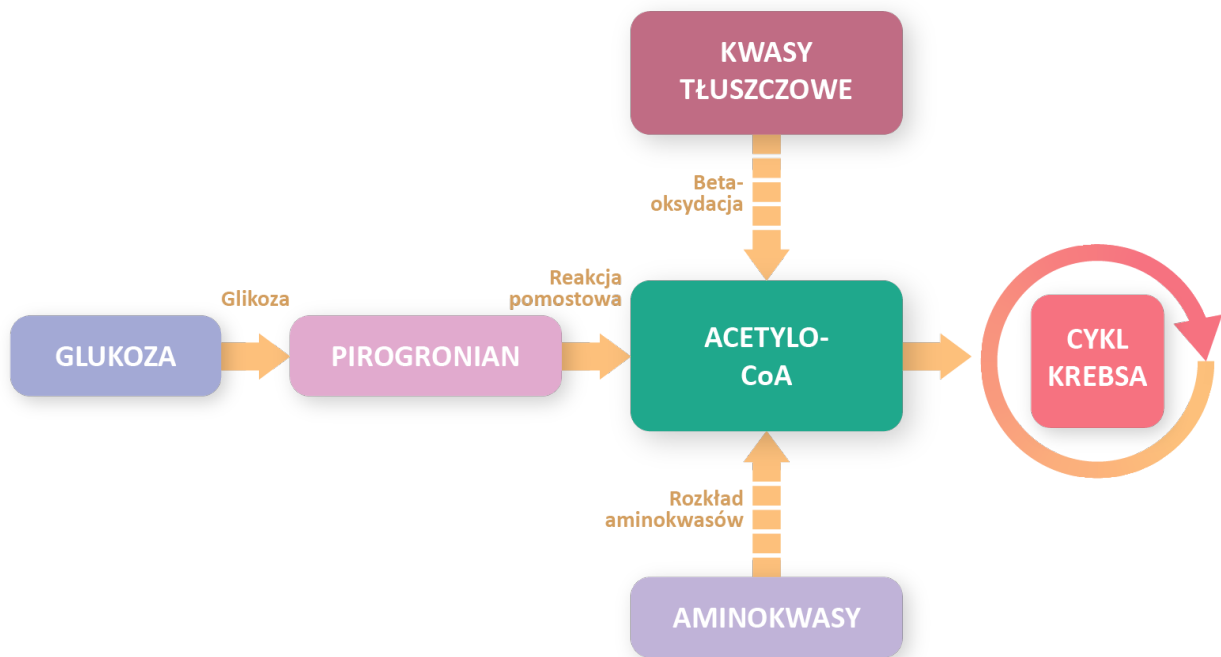 KWASY
TŁUSZCZOWE
Beta-
oksydacja
Glikoza
Reakcja
pomostowa
GLUKOZA
PIROGRONIAN
ACETYLO-
CoA
CYKL
KREBSA
Rozkład
aminokwasów
AMINOKWASY